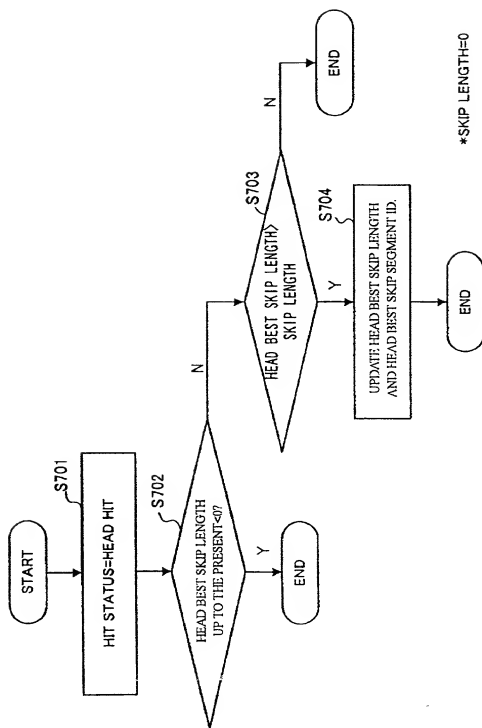 START
S701
HIT STATUS=HEAD HIT
S702
HEAD BEST SKIP LENGTH
UP TO THE PRESENT<0?
Y
END
N
S703
HEAD BEST SKIP LENGTH>
SKIP LENGTH
N
END
Y
S704
UPDATE HEAD BEST SKIP LENGTH
AND HEAD BEST SKIP SEGMENT ID.
END
*SKIP LENGTH=0